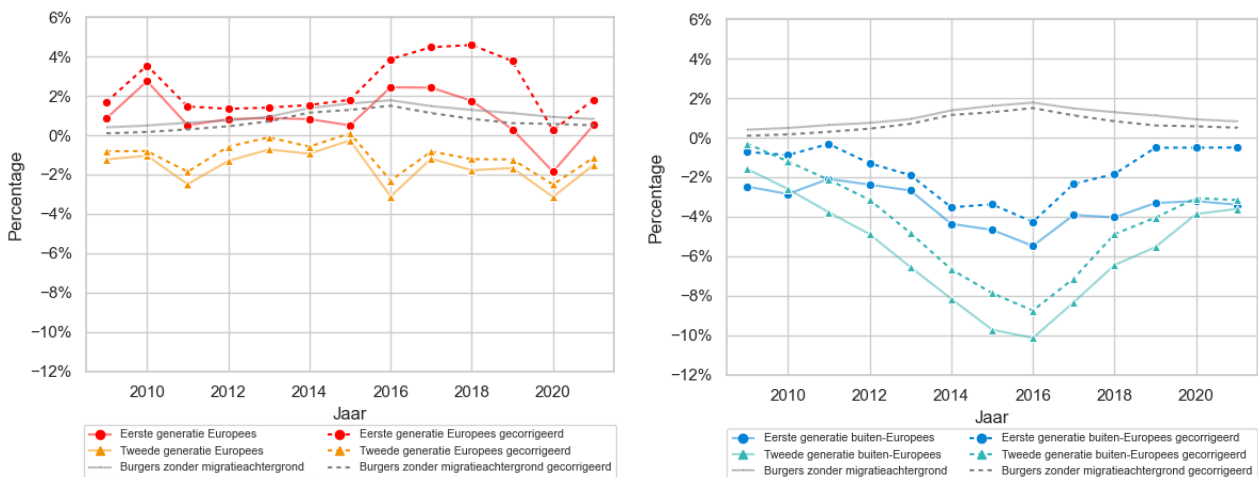 6%
4%
2%
0%
−2%
−4%
−6%
−8%
−10%
−12%
Percentage
2010 2012 2014 2016 2018 2020
Jaar
Eerste generatie Europees
Tweede generatie Europees
Burgers zonder migratieachtergrond
Eerste generatie Europees gecorrigeerd
Tweede generatie Europees gecorrigeerd
Burgers zonder migratieachtergrond gecorrigeerd
6%
4%
2%
0%
−2%
−4%
−6%
−8%
−10%
−12%
Percentage
2010 2012 2014 2016 2018 2020
Jaar
Eerste generatie buiten-Europees
Tweede generatie buiten-Europees
Burgers zonder migratieachtergrond
Eerste generatie buiten-Europees gecorrigeerd
Tweede generatie buiten-Europees gecorrigeerd
Burgers zonder migratieachtergrond gecorrigeerd